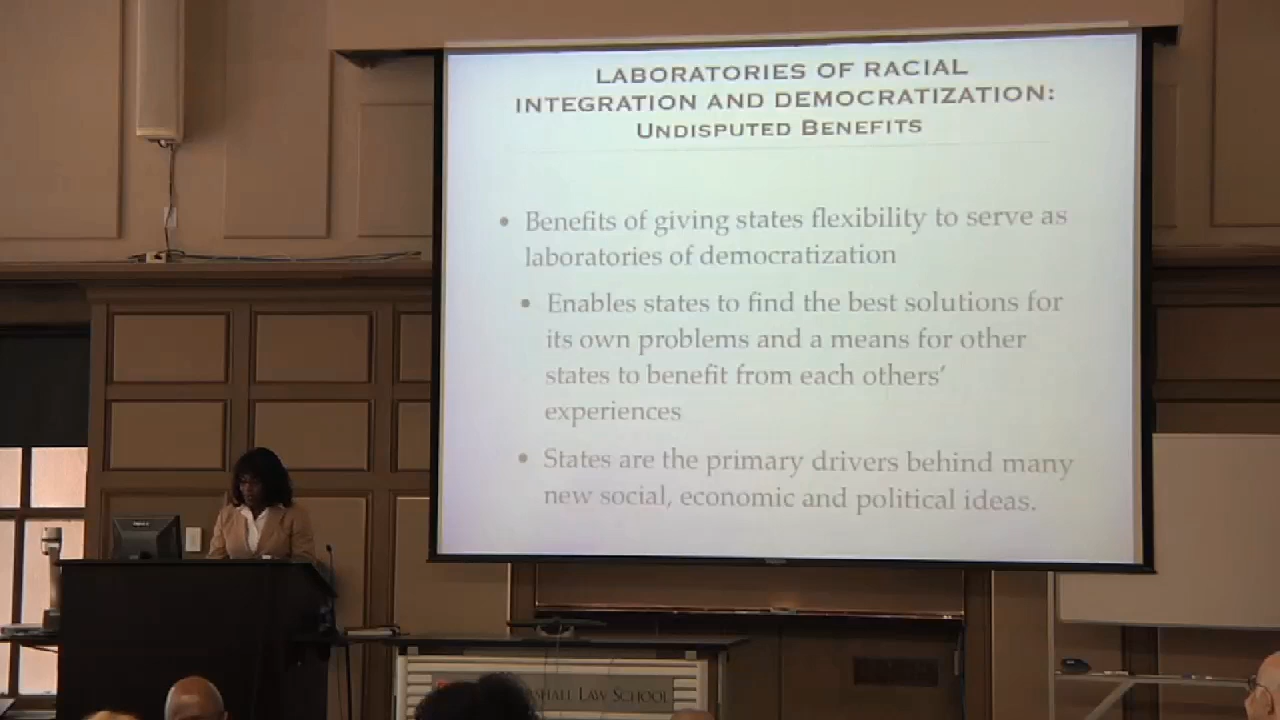 LABORATORIES OF RACIAL
INTEGRATION AND DEMOCRATIZATION:
UNDISPUTED BENEFITS
• Benefits of giving states flexibility to serve as
laboratories of democratization
• Enables states to find the best solutions for
its own problems and a means for other
states to benefit from each others'
experiences
• States are the primary drivers behind many
new social, economic and political ideas.
LAW SCHOOL